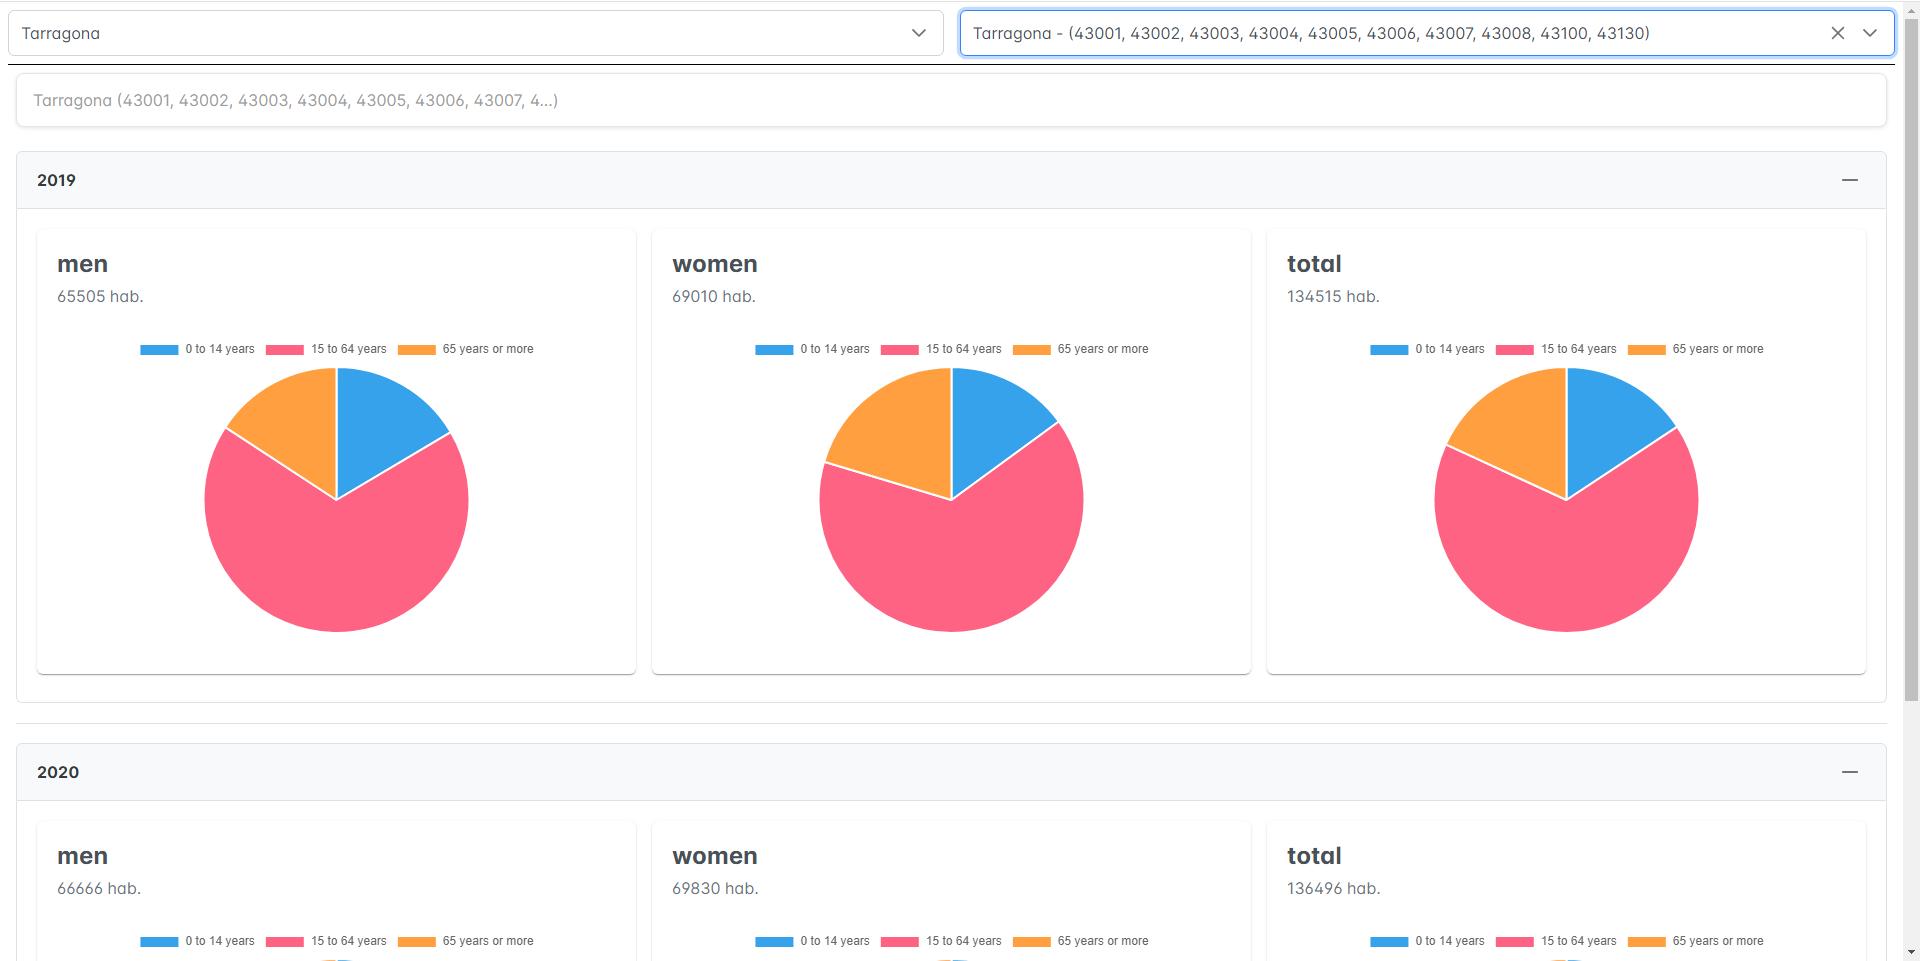 Tarragona
Tarragona - (43001, 43002, 43003, 43004, 43005, 43006, 43007, 43008, 43100, 43130)
Tarragona (43001, 43002, 43003, 43004, 43005, 43006, 43007, 4...)
2019
men
65505 hab.
0 to 14 years 15 to 64 years 65 years or more
women
69010 hab.
0 to 14 years 15 to 64 years 65 years or more
total
134515 hab.
0 to 14 years 15 to 64 years 65 years or more
2020
men
66666 hab.
0 to 14 years 15 to 64 years 65 years or more
women
69830 hab.
0 to 14 years 15 to 64 years 65 years or more
total
136496 hab.
0 to 14 years 15 to 64 years 65 years or more